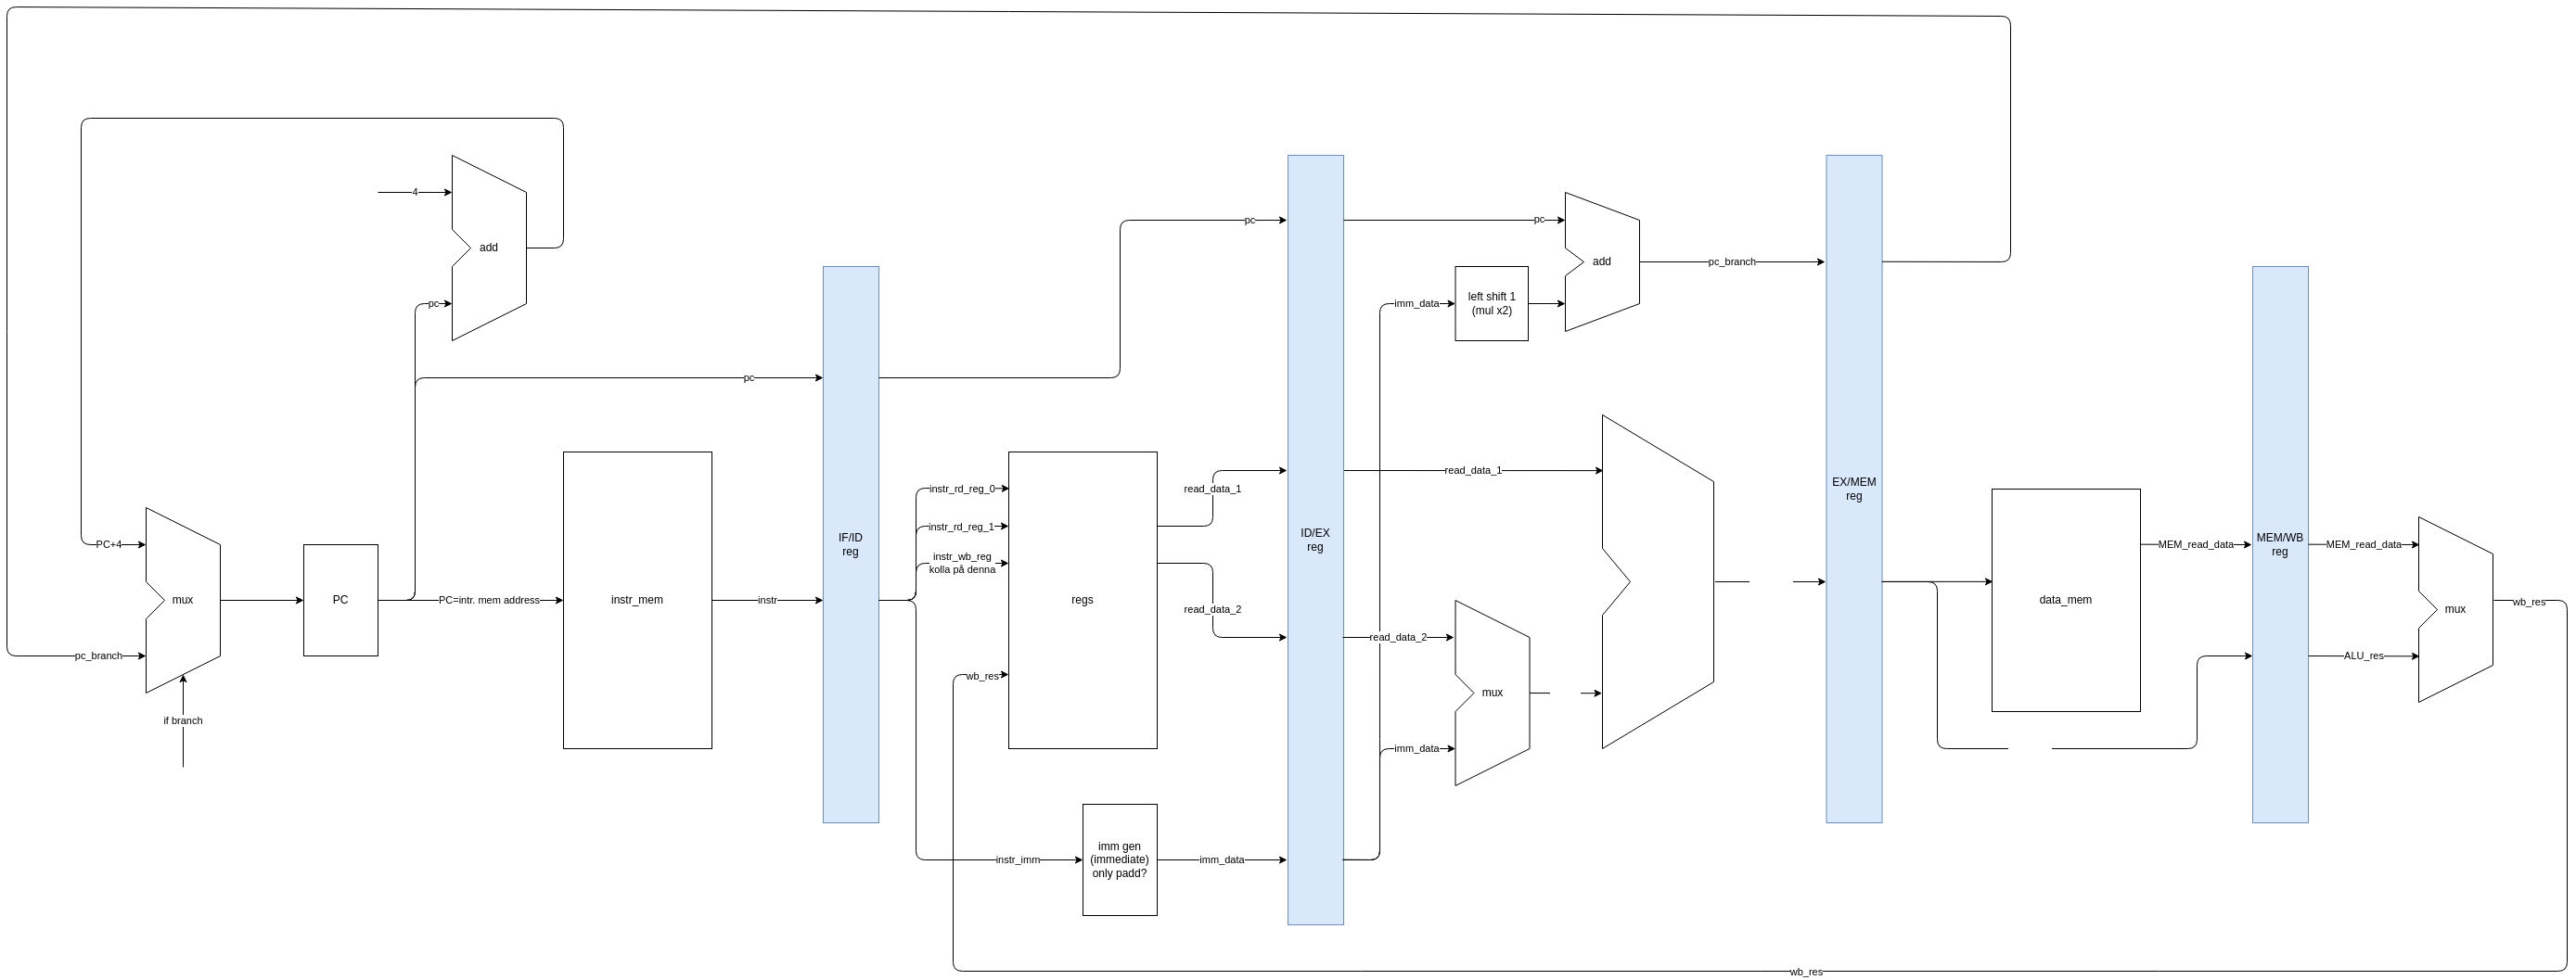 4
add
pc
pc
PC+4
mux
pc_branch
if branch
PC
PC=intr. mem address
instr_mem
instr
IF/ID
reg
pc
instr_rd_reg_0
instr_rd_reg_1
instr_wb_reg
kolla på denna
wb_res
regs
read_data_1
read_data_2
instr_imm
imm gen
(immediate)
only padd?
imm_data
ID/EX
reg
pc
imm_data
left shift 1
(mul x2)
add
pc_branch
read_data_1
read_data_2
imm_data
mux
EX/MEM
reg
data_mem
MEM_read_data
MEM/WB
reg
MEM_read_data
ALU_res
mux
wb_res
wb_res